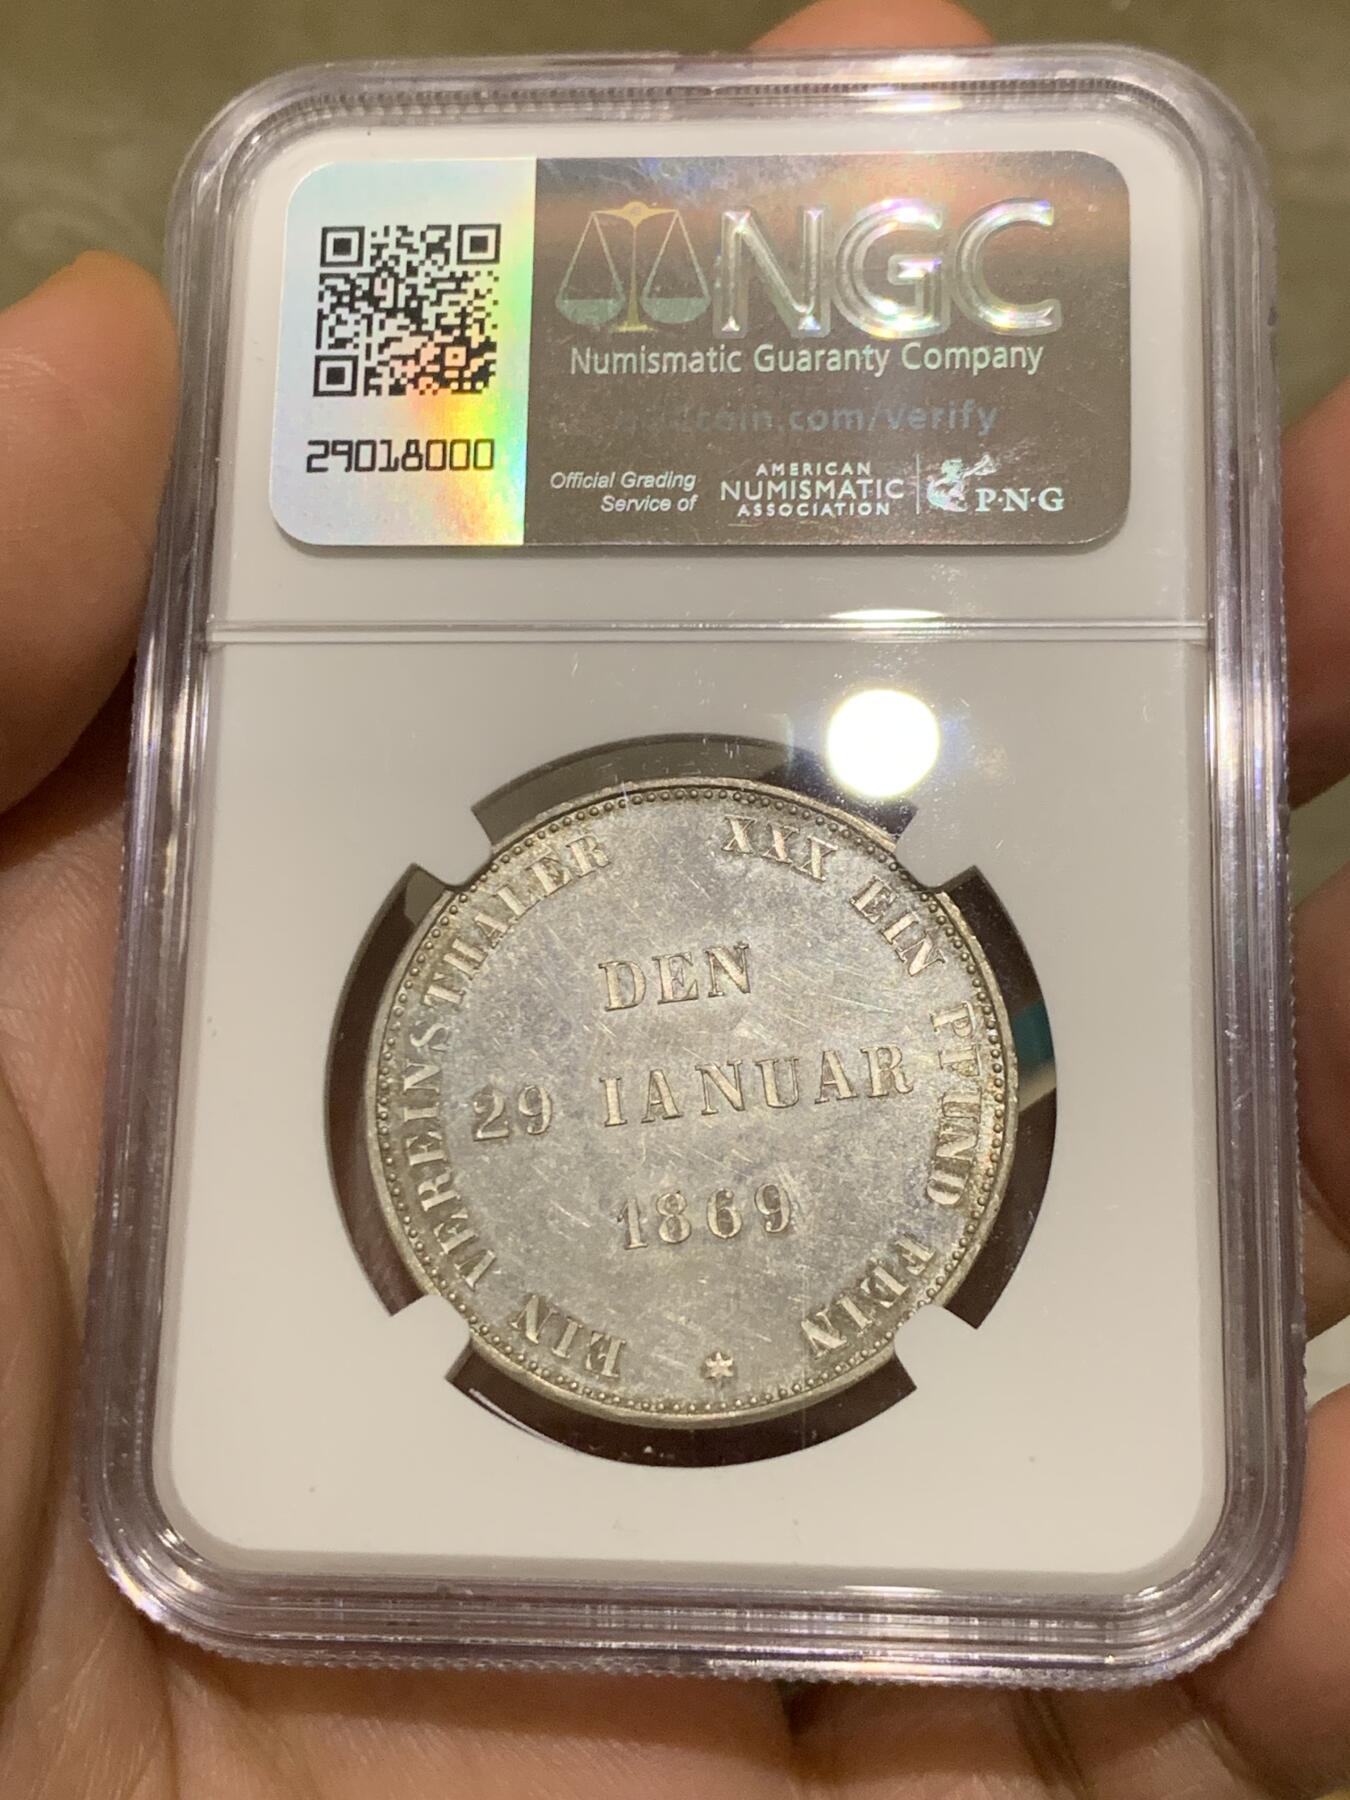 NGC
Numismatic Guaranty Company
coin.com/verify
29018000
Official Grading
Service of
AMERICAN
NUMISMATIC
ASSOCIATION
P·N·G
EIN VEREINSTHALER XXX EIN PFUND FEIN
DEN
29 IANUAR
1869